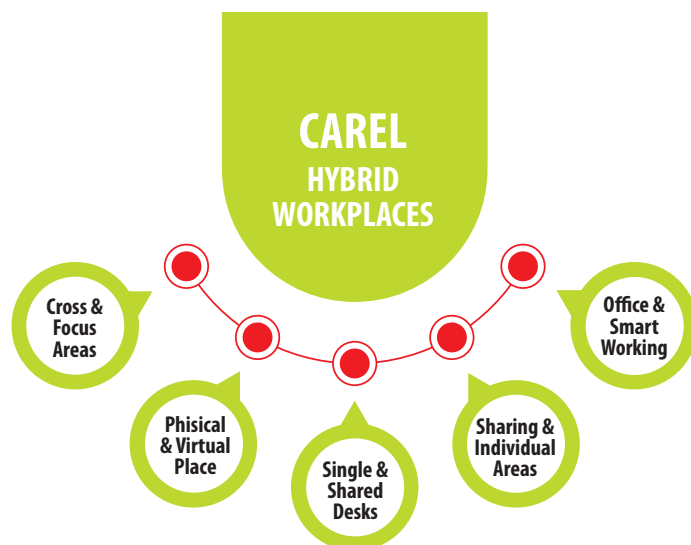 CAREL
HYBRID
WORKPLACES
Cross &
Focus
Areas
Phisical
& Virtual
Place
Single &
Shared
Desks
Sharing &
Individual
Areas
Office &
Smart
Working